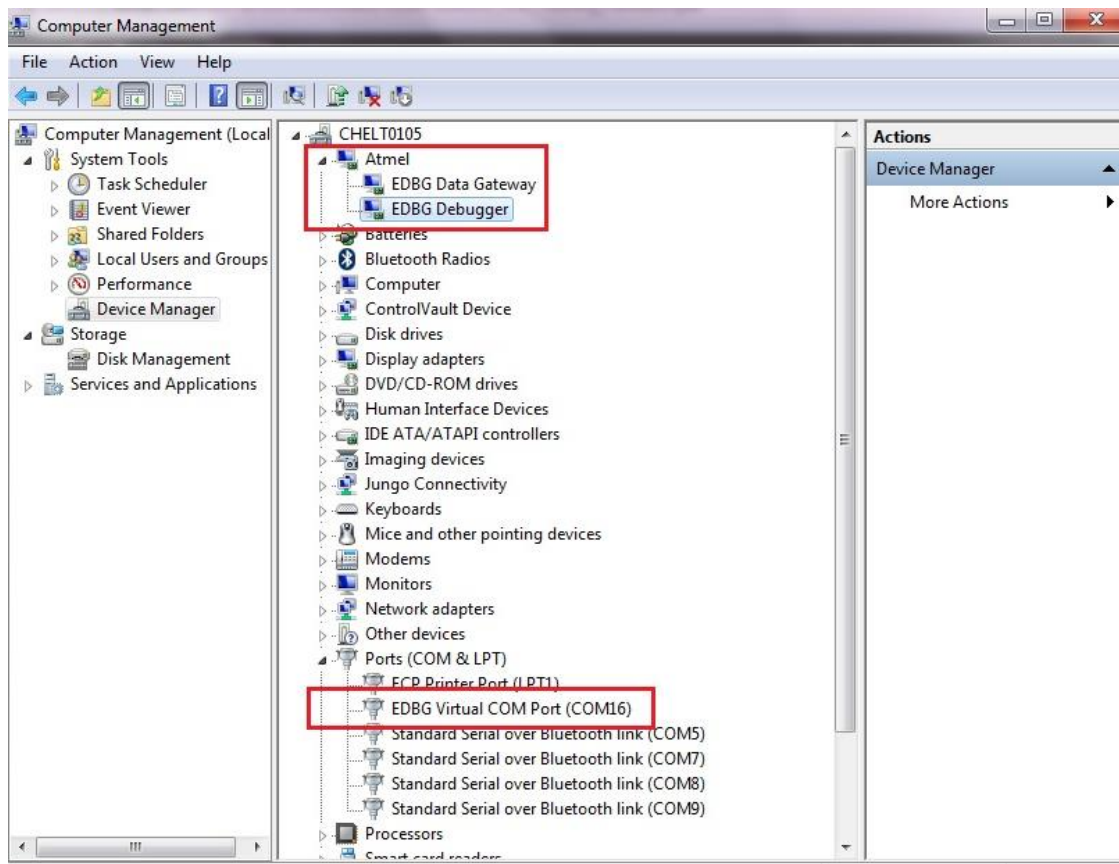 Computer Management
File Action View Help
Computer Management (Local
System Tools
Task Scheduler
Event Viewer
Shared Folders
Local Users and Groups
Performance
Device Manager
Storage
Disk Management
Services and Applications
CHELT0105
Atmel
EDBG Data Gateway
EDBG Debugger
Batteries
Bluetooth Radios
Computer
ControlVault Device
Disk drives
Display adapters
DVD/CD-ROM drives
Human Interface Devices
IDE ATA/ATAPI controllers
Imaging devices
Jungo Connectivity
Keyboards
Mice and other pointing devices
Modems
Monitors
Network adapters
Other devices
Ports (COM & LPT)
ECP Printer Port (LPT1)
EDBG Virtual COM Port (COM16)
Standard Serial over Bluetooth link (COM5)
Standard Serial over Bluetooth link (COM7)
Standard Serial over Bluetooth link (COM8)
Standard Serial over Bluetooth link (COM9)
Processors
Smart card readers
Actions
Device Manager
More Actions